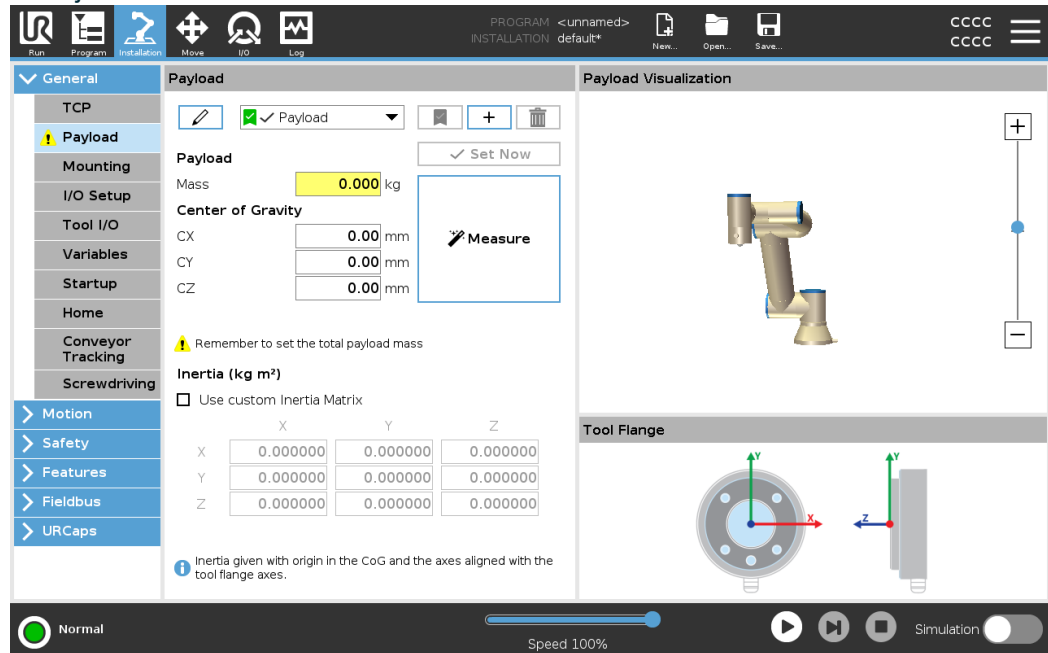 PROGRAM <unnamed>
INSTALLATION default*
CCCC
CCCC
Run
Program
Installation
Move
I/O
Log
New...
Open...
Save...
General
TCP
Payload
Mounting
I/O Setup
Tool I/O
Variables
Startup
Home
Conveyor
Tracking
Screwdriving
Motion
Safety
Features
Fieldbus
URCaps
Payload
Payload
Set Now
Payload
Mass 0.000 kg
Center of Gravity
CX 0.00 mm
CY 0.00 mm
CZ 0.00 mm
Measure
Remember to set the total payload mass
Inertia (kg m²)
Use custom Inertia Matrix
X Y Z
X 0.000000 0.000000 0.000000
Y 0.000000 0.000000 0.000000
Z 0.000000 0.000000 0.000000
Inertia given with origin in the CoG and the axes aligned with the
tool flange axes.
Payload Visualization
Tool Flange
Y
X
Y
Z
Normal
Speed 100%
Simulation